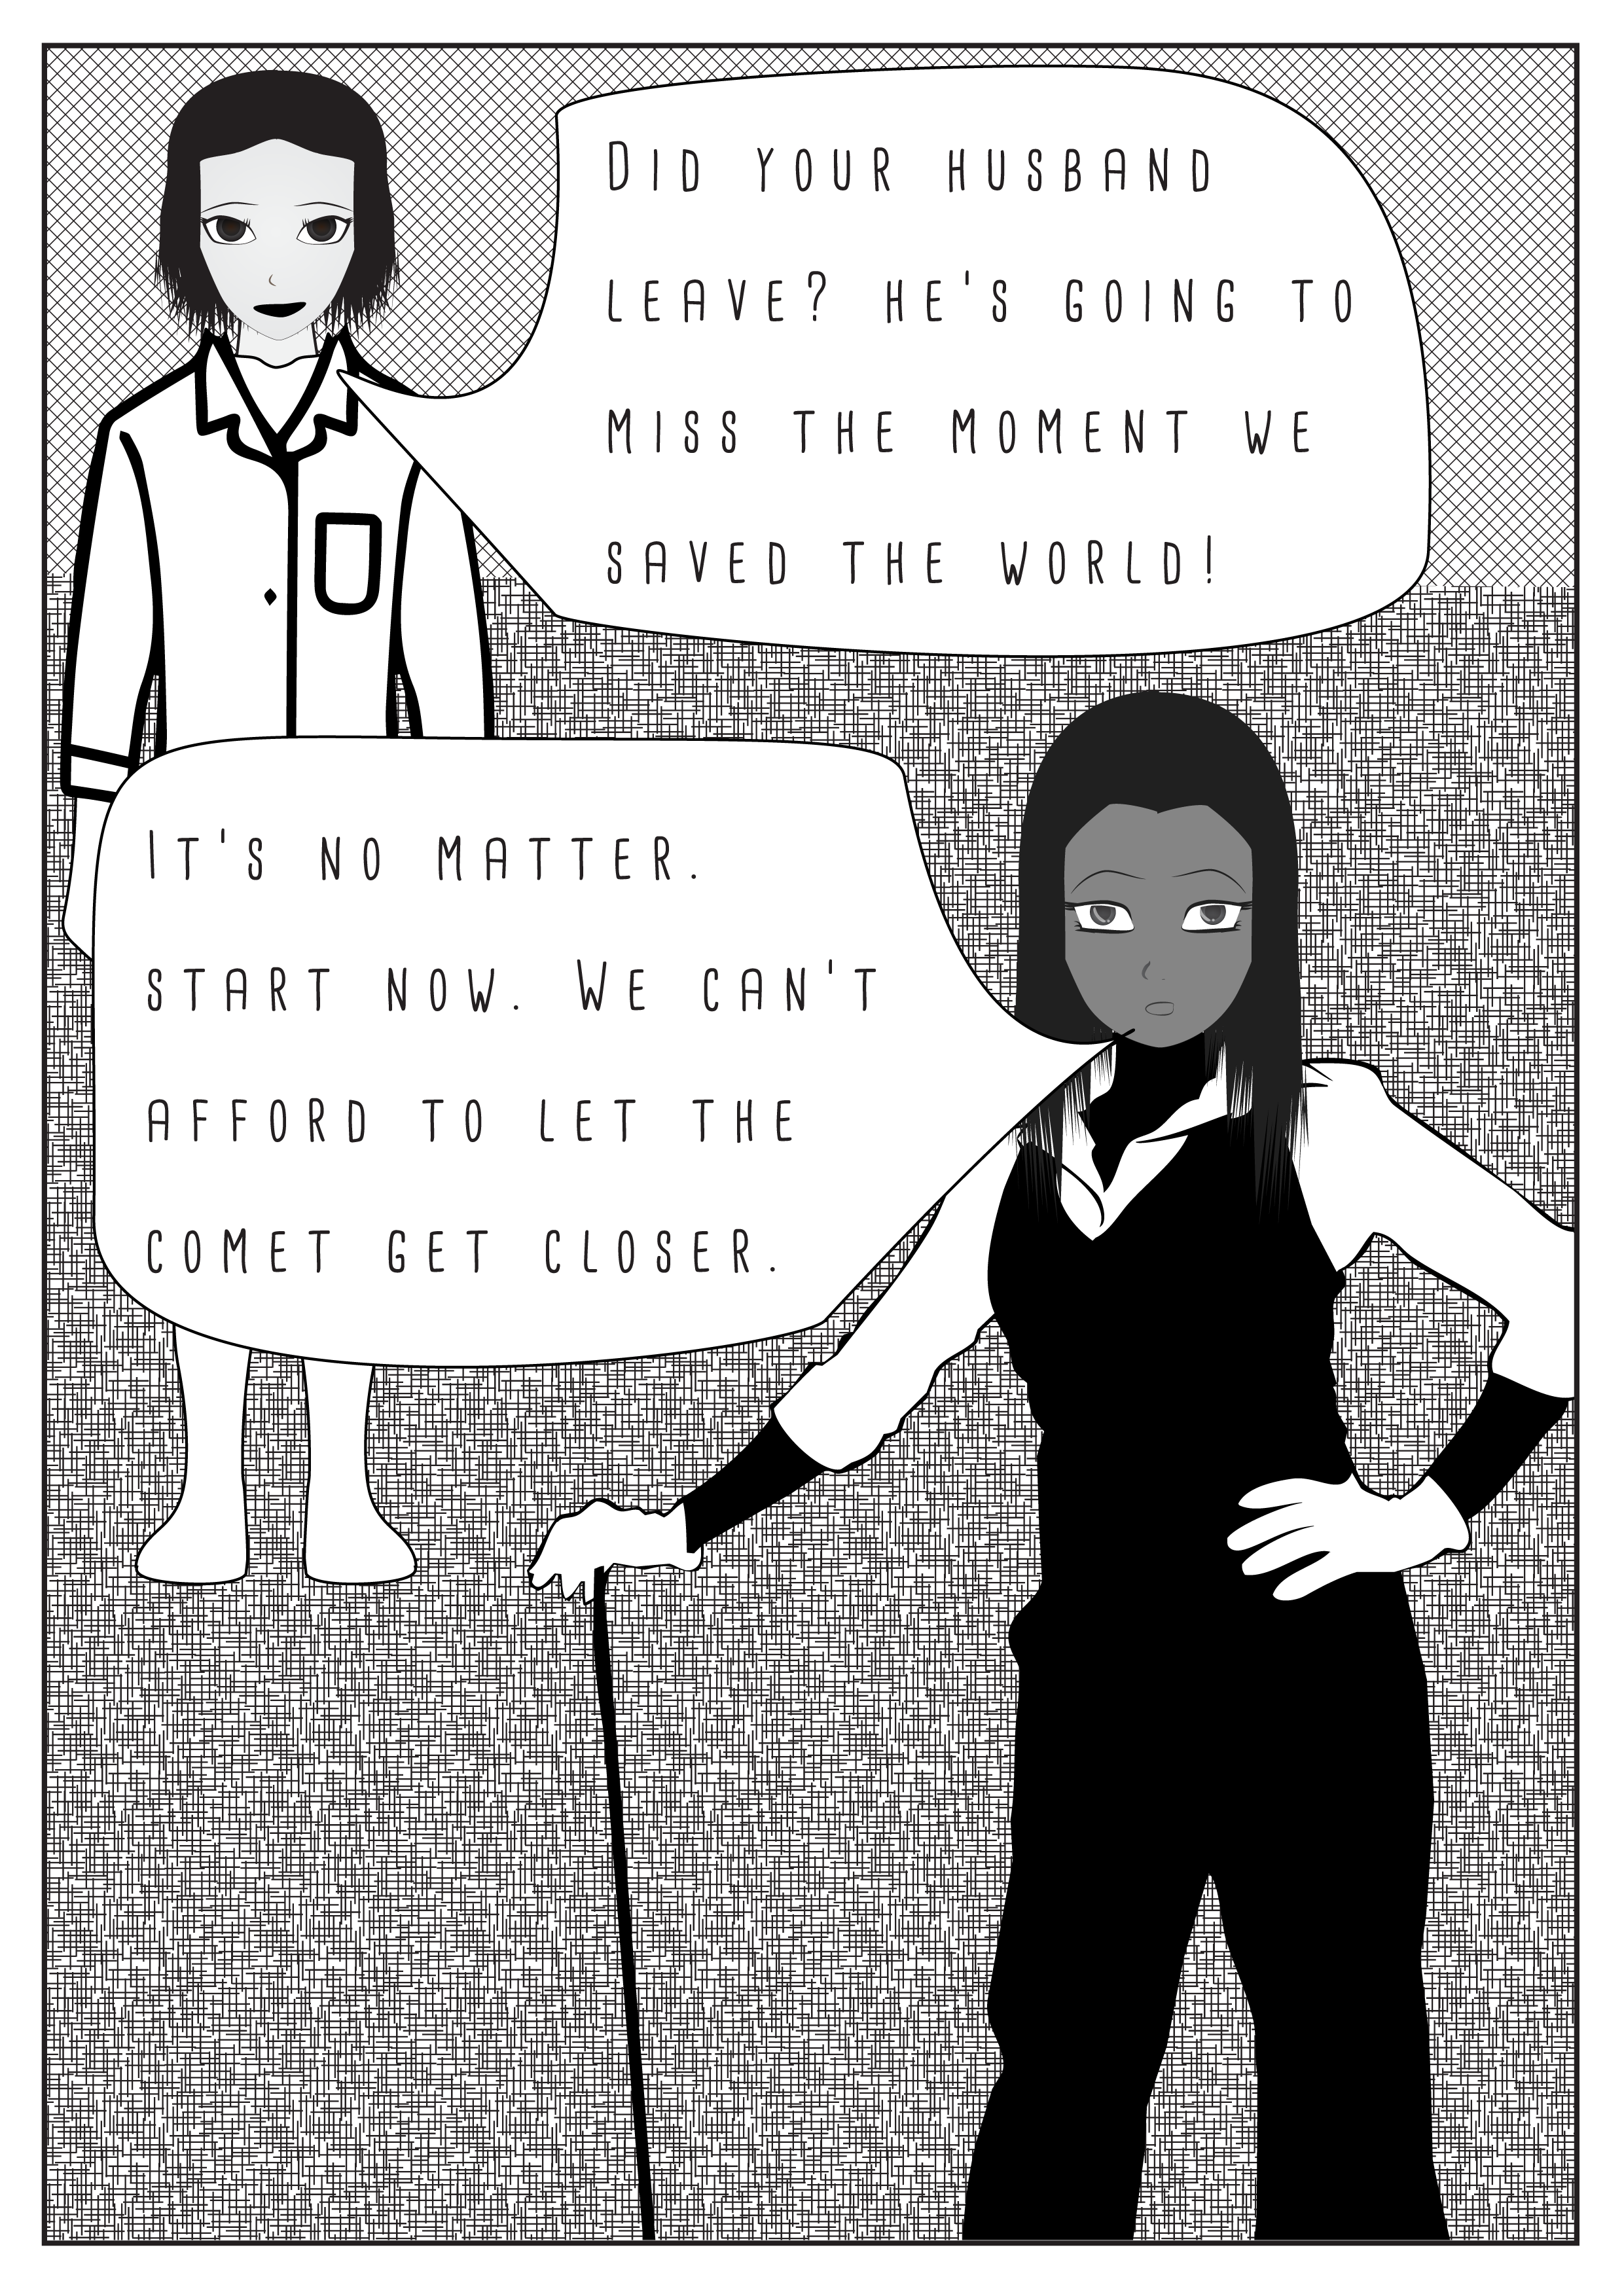 Did your husband
leave? he's going to
miss the moment we
saved the world!
It's no matter.
start now. We can't
afford to let the
comet get closer.